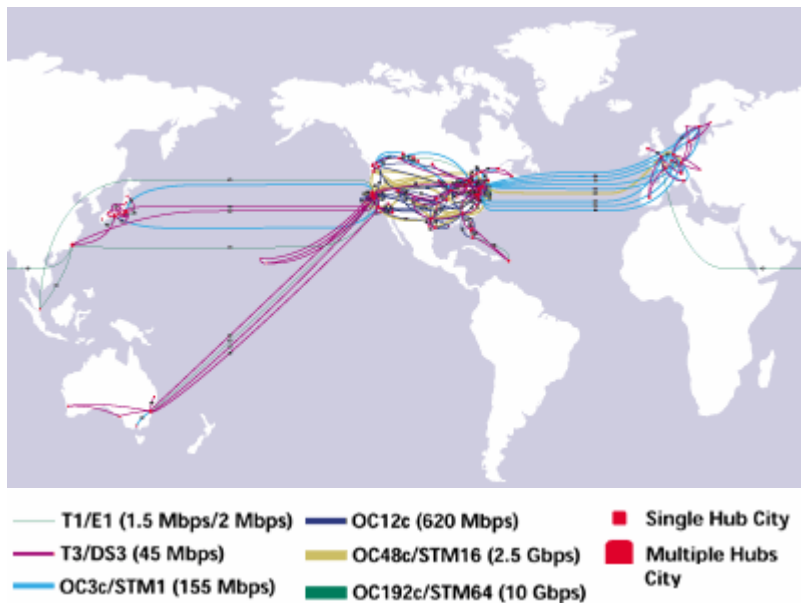 T1/E1 (1.5 Mbps/2 Mbps)
T3/DS3 (45 Mbps)
OC3c/STM1 (155 Mbps)
OC12c (620 Mbps)
OC48c/STM16 (2.5 Gbps)
OC192c/STM64 (10 Gbps)
Single Hub City
Multiple Hubs
City